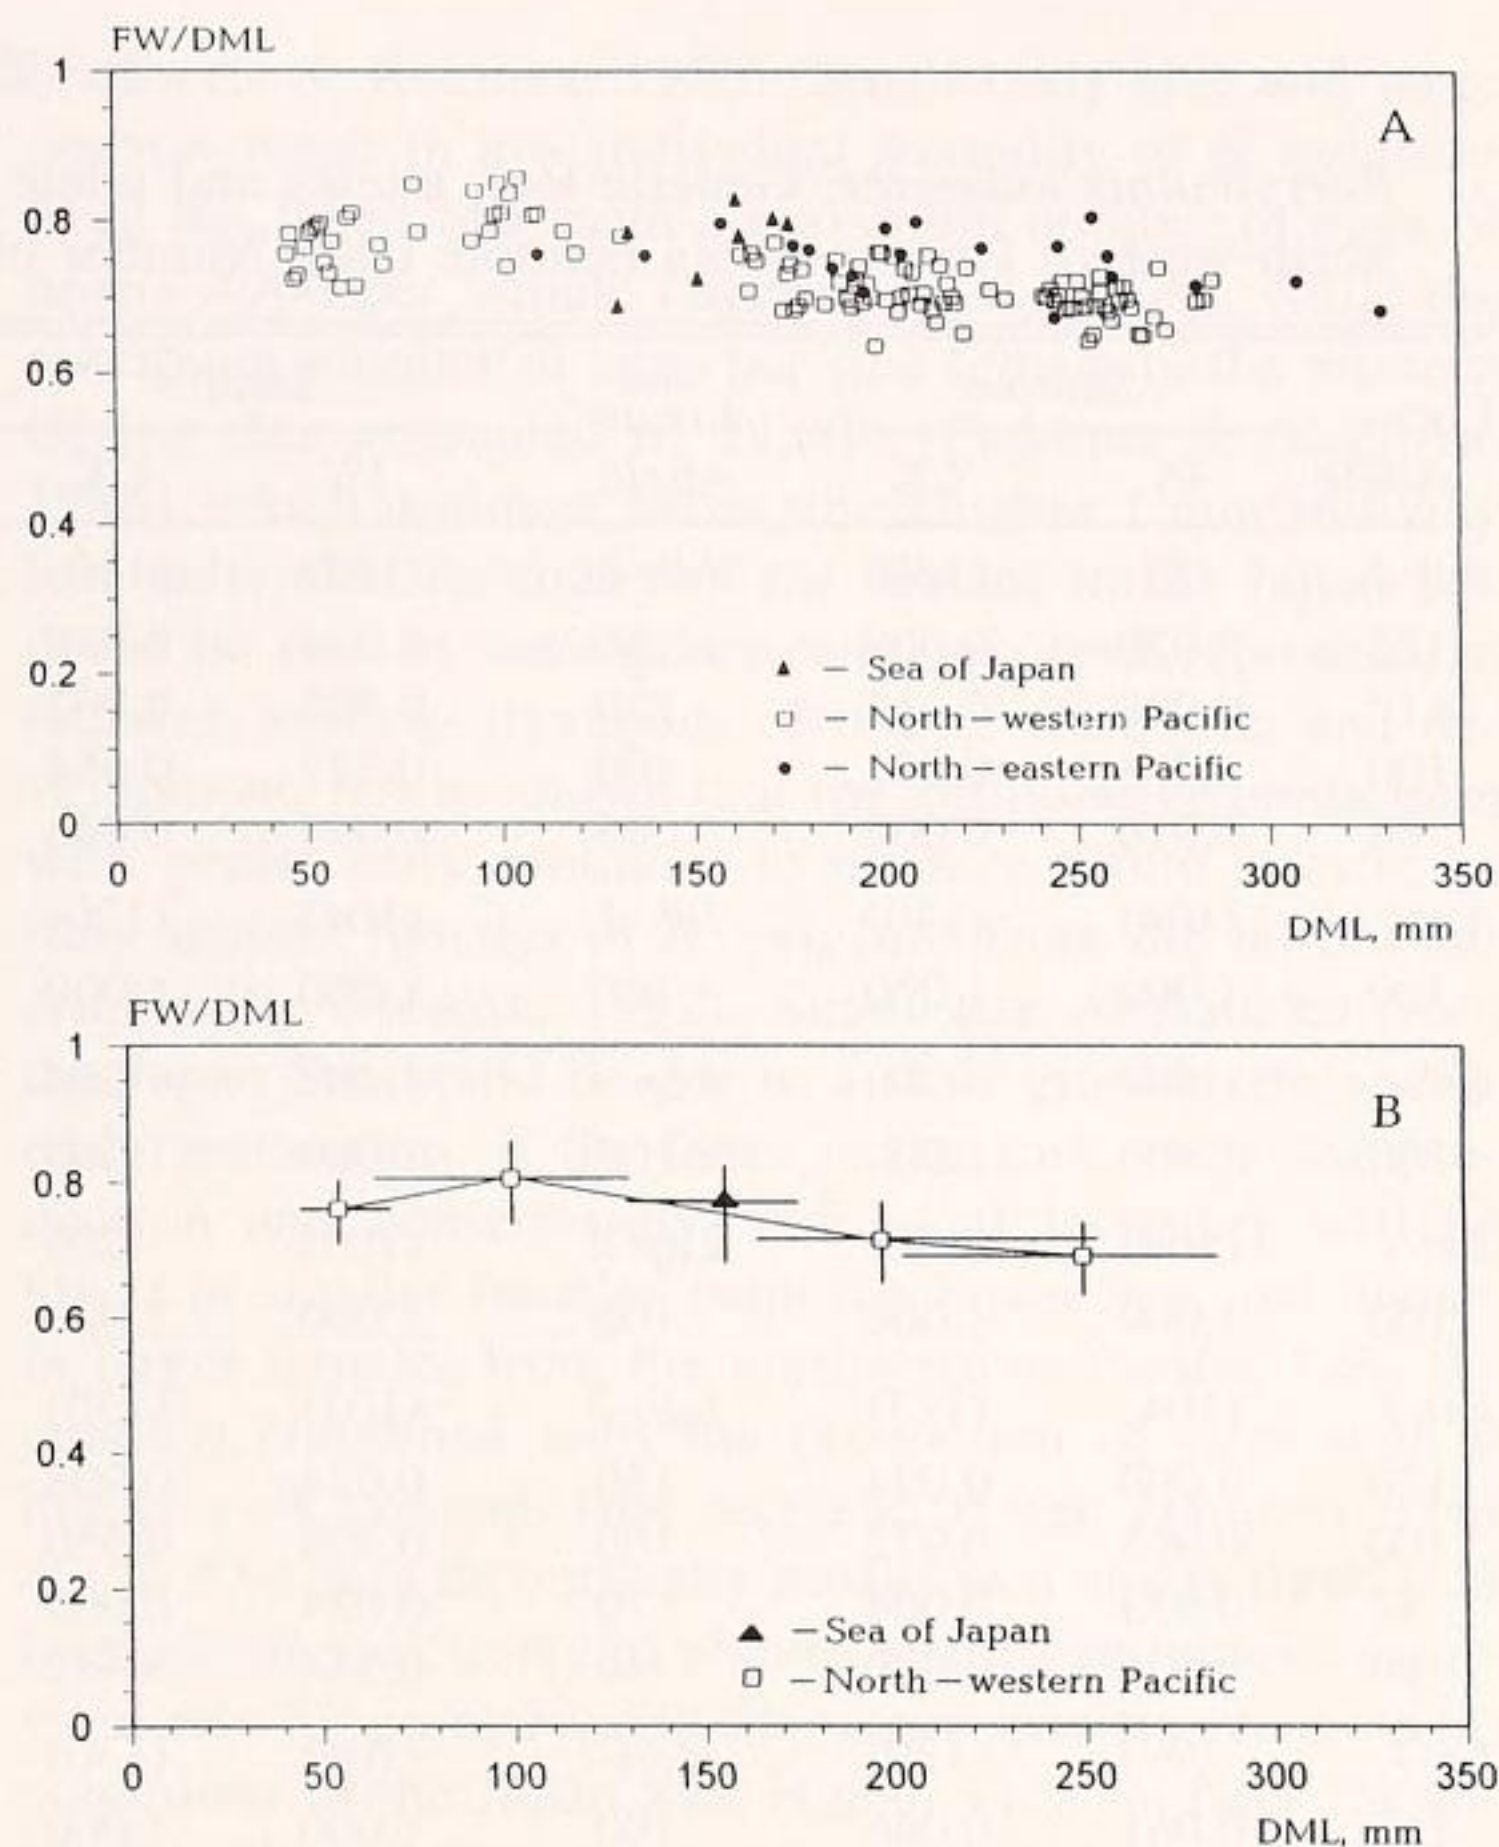 FW/DML
1
A
0.8
0.6
0.4
0.2
▲ – Sea of Japan
□ – North–western Pacific
● – North–eastern Pacific
0
0 50 100 150 200 250 300 350
DML, mm
FW/DML
1
B
0.8
0.6
0.4
0.2
▲ –Sea of Japan
□ –North–western Pacific
0
0 50 100 150 200 250 300 350
DML, mm